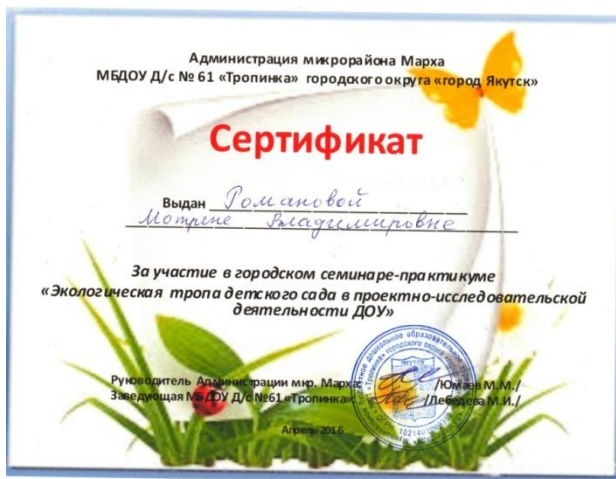 Администрация микрорайона Марха
МБДОУ Д/с № 61 «Тропинка» городского округа «город Якутск»
Сертификат
Выдан Романовой
Мотрене Владимировне
За участие в городском семинаре-практикуме
«Экологическая тропа детского сада в проектно-исследовательской
деятельности ДОУ»
Руководитель Администрации мкр. Марха /Юмаев М.М./
Заведующая МБДОУ Д/с №61 «Тропинка» /Лебедева М.И./
Апрель 2016